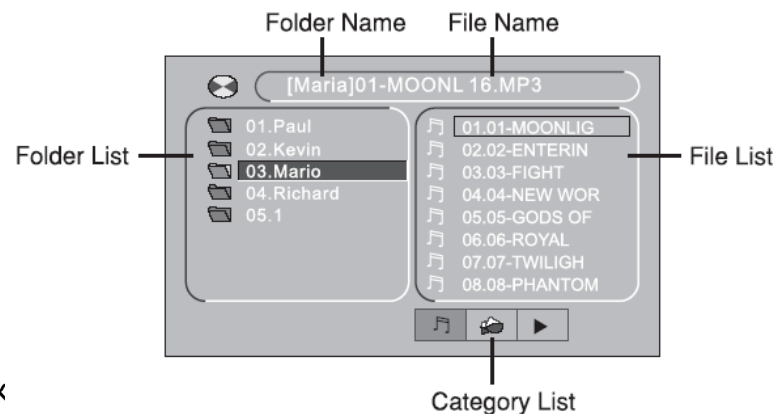 Folder Name File Name
[Maria]01-MOONL 16.MP3
Folder List
01.Paul
02.Kevin
03.Mario
04.Richard
05.1
01.01-MOONLIG
02.02-ENTERIN
03.03-FIGHT
04.04-NEW WOR
05.05-GODS OF
06.06-ROYAL
07.07-TWILIGH
08.08-PHANTOM
File List
Category List